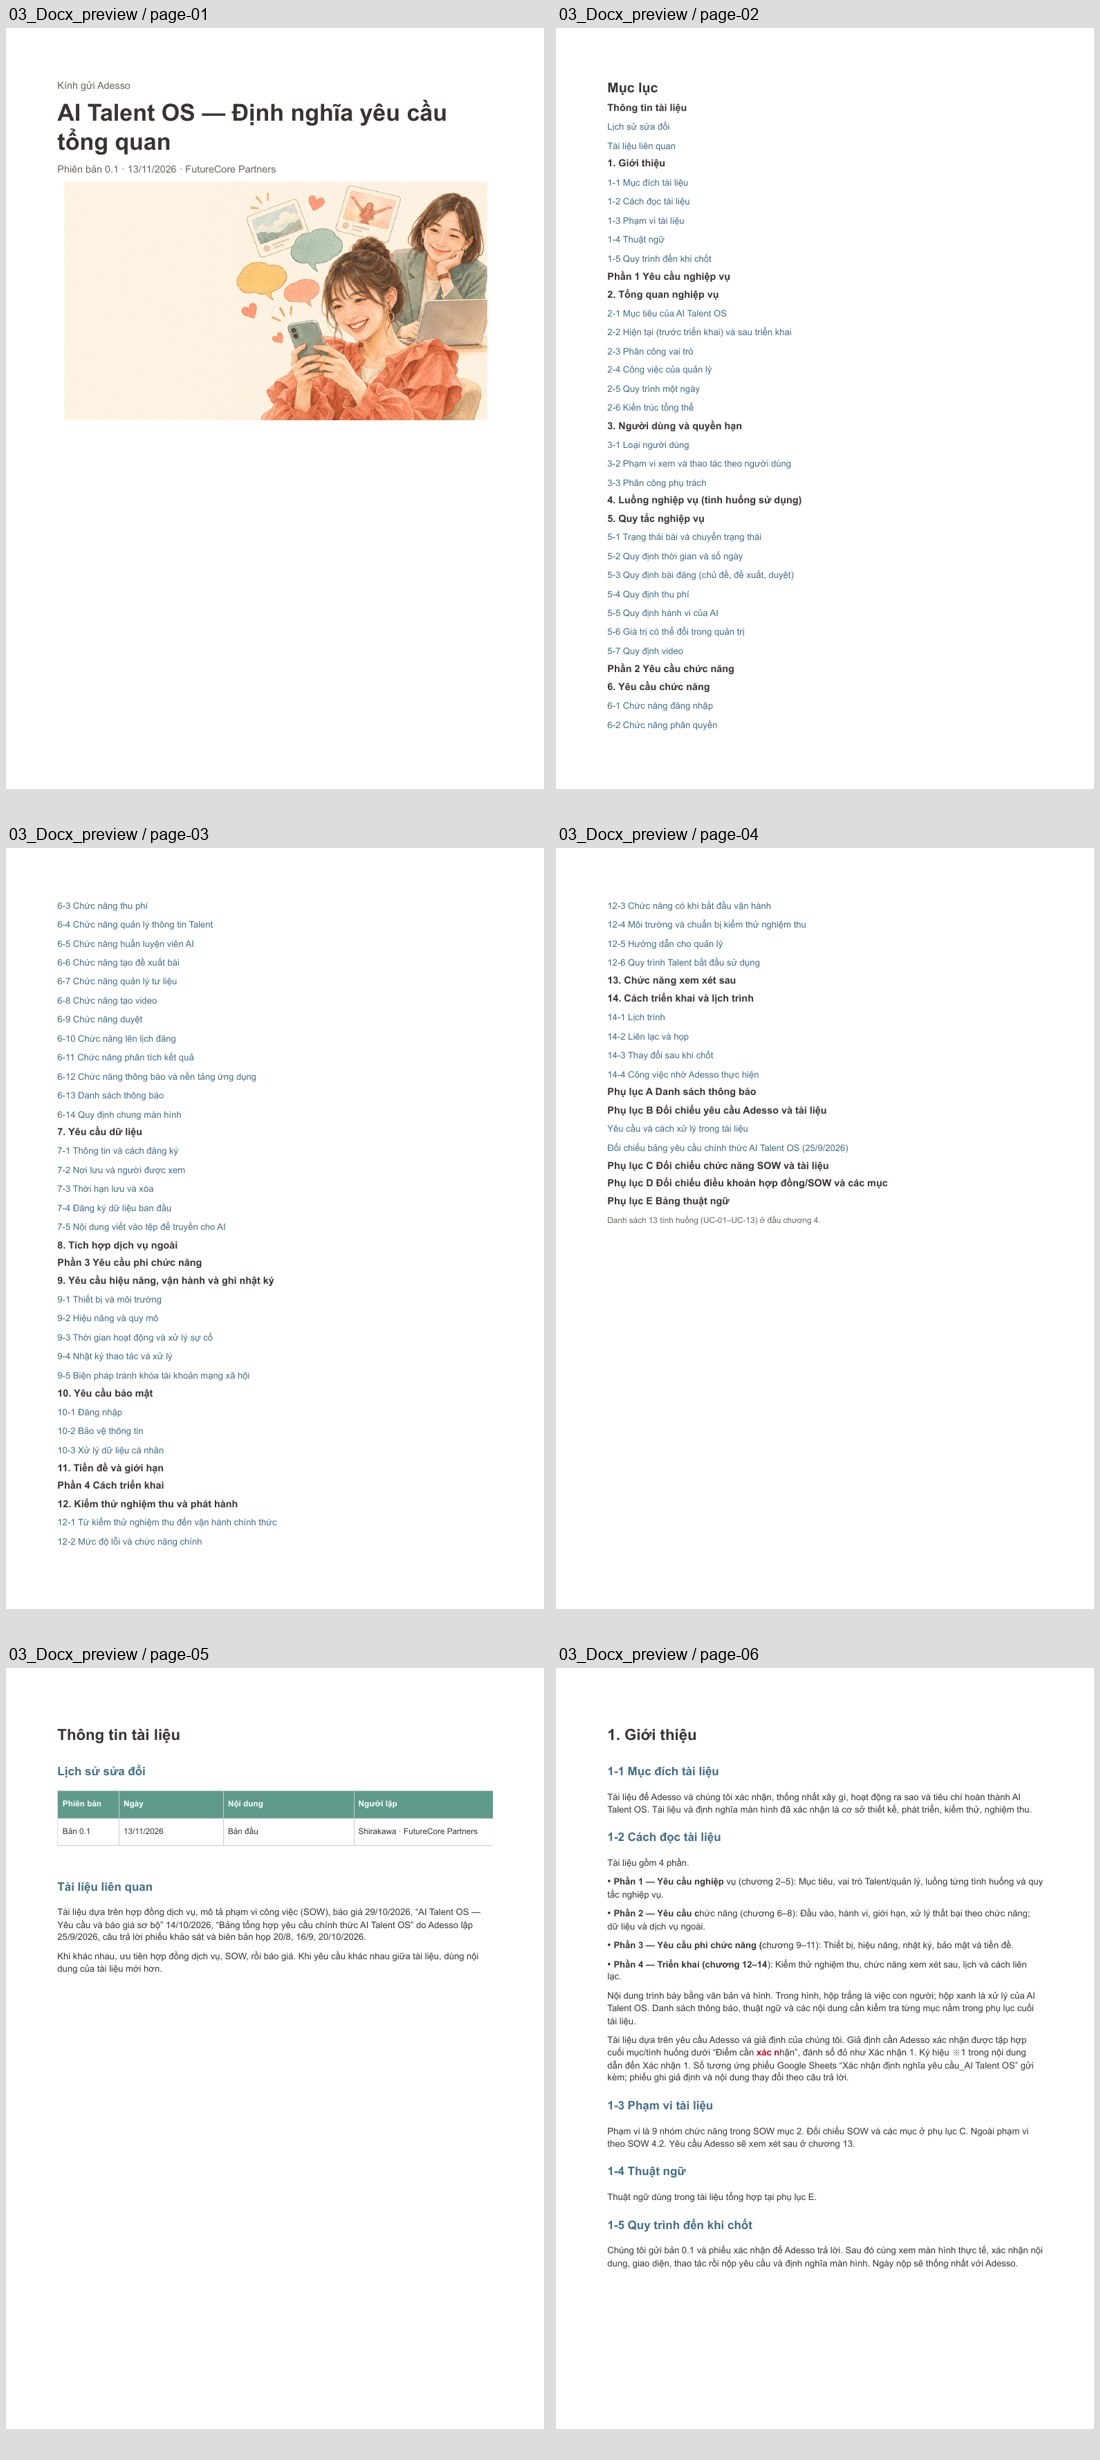 03_Docx_preview / page-01
Kính gửi Adesso
AI Talent OS — Định nghĩa yêu cầu
tổng quan
Phiên bản 0.1 · 13/11/2026 · FutureCore Partners
03_Docx_preview / page-02
Mục lục
Thông tin tài liệu
Lịch sử sửa đổi
Tài liệu liên quan
1. Giới thiệu
1-1 Mục đích tài liệu
1-2 Cách đọc tài liệu
1-3 Phạm vi tài liệu
1-4 Thuật ngữ
1-5 Quy trình đến khi chốt
Phần 1 Yêu cầu nghiệp vụ
2. Tổng quan nghiệp vụ
2-1 Mục tiêu của AI Talent OS
2-2 Hiện tại (trước triển khai) và sau triển khai
2-3 Phân công vai trò
2-4 Công việc của quản lý
2-5 Quy trình một ngày
2-6 Kiến trúc tổng thể
3. Người dùng và quyền hạn
3-1 Loại người dùng
3-2 Phạm vi xem và thao tác theo người dùng
3-3 Phân công phụ trách
4. Luồng nghiệp vụ (tình huống sử dụng)
5. Quy tắc nghiệp vụ
5-1 Trạng thái bài và chuyển trạng thái
5-2 Quy định thời gian và số ngày
5-3 Quy định bài đăng (chủ đề, đề xuất, duyệt)
5-4 Quy định thu phí
5-5 Quy định hành vi của AI
5-6 Giá trị có thể đổi trong quản trị
5-7 Quy định video
Phần 2 Yêu cầu chức năng
6. Yêu cầu chức năng
6-1 Chức năng đăng nhập
6-2 Chức năng phân quyền
03_Docx_preview / page-03
6-3 Chức năng thu phí
6-4 Chức năng quản lý thông tin Talent
6-5 Chức năng huấn luyện viên AI
6-6 Chức năng tạo đề xuất bài
6-7 Chức năng quản lý tư liệu
6-8 Chức năng tạo video
6-9 Chức năng duyệt
6-10 Chức năng lên lịch đăng
6-11 Chức năng phân tích kết quả
6-12 Chức năng thông báo và nền tảng ứng dụng
6-13 Danh sách thông báo
6-14 Quy định chung màn hình
7. Yêu cầu dữ liệu
7-1 Thông tin và cách đăng ký
7-2 Nơi lưu và người được xem
7-3 Thời hạn lưu và xóa
7-4 Đăng ký dữ liệu ban đầu
7-5 Nội dung viết vào tệp để truyền cho AI
8. Tích hợp dịch vụ ngoài
Phần 3 Yêu cầu phi chức năng
9. Yêu cầu hiệu năng, vận hành và ghi nhật ký
9-1 Thiết bị và môi trường
9-2 Hiệu năng và quy mô
9-3 Thời gian hoạt động và xử lý sự cố
9-4 Nhật ký thao tác và xử lý
9-5 Biện pháp tránh khóa tài khoản mạng xã hội
10. Yêu cầu bảo mật
10-1 Đăng nhập
10-2 Bảo vệ thông tin
10-3 Xử lý dữ liệu cá nhân
11. Tiền đề và giới hạn
Phần 4 Cách triển khai
12. Kiểm thử nghiệm thu và phát hành
12-1 Từ kiểm thử nghiệm thu đến vận hành chính thức
12-2 Mức độ lỗi và chức năng chính
03_Docx_preview / page-04
12-3 Chức năng có khi bắt đầu vận hành
12-4 Môi trường và chuẩn bị kiểm thử nghiệm thu
12-5 Hướng dẫn cho quản lý
12-6 Quy trình Talent bắt đầu sử dụng
13. Chức năng xem xét sau
14. Cách triển khai và lịch trình
14-1 Lịch trình
14-2 Liên lạc và họp
14-3 Thay đổi sau khi chốt
14-4 Công việc nhờ Adesso thực hiện
Phụ lục A Danh sách thông báo
Phụ lục B Đối chiếu yêu cầu Adesso và tài liệu
Yêu cầu và cách xử lý trong tài liệu
Đối chiếu bảng yêu cầu chính thức AI Talent OS (25/9/2026)
Phụ lục C Đối chiếu chức năng SOW và tài liệu
Phụ lục D Đối chiếu điều khoản hợp đồng/SOW và các mục
Phụ lục E Bảng thuật ngữ
Danh sách 13 tình huống (UC-01–UC-13) ở đầu chương 4.
03_Docx_preview / page-05
Thông tin tài liệu
Lịch sử sửa đổi
Phiên bản Ngày Nội dung Người lập
Bản 0.1 13/11/2026 Bản đầu Shirakawa · FutureCore Partners
Tài liệu liên quan
Tài liệu dựa trên hợp đồng dịch vụ, mô tả phạm vi công việc (SOW), báo giá 29/10/2026, “AI Talent OS —
Yêu cầu và báo giá sơ bộ” 14/10/2026, “Bảng tổng hợp yêu cầu chính thức AI Talent OS” do Adesso lập
25/9/2026, câu trả lời phiếu khảo sát và biên bản họp 20/8, 16/9, 20/10/2026.
Khi khác nhau, ưu tiên hợp đồng dịch vụ, SOW, rồi báo giá. Khi yêu cầu khác nhau giữa tài liệu, dùng nội
dung của tài liệu mới hơn.
03_Docx_preview / page-06
1. Giới thiệu
1-1 Mục đích tài liệu
Tài liệu để Adesso và chúng tôi xác nhận, thống nhất xây gì, hoạt động ra sao và tiêu chí hoàn thành AI
Talent OS. Tài liệu và định nghĩa màn hình đã xác nhận là cơ sở thiết kế, phát triển, kiểm thử, nghiệm thu.
1-2 Cách đọc tài liệu
Tài liệu gồm 4 phần.
• Phần 1 — Yêu cầu nghiệp vụ (chương 2–5): Mục tiêu, vai trò Talent/quản lý, luồng từng tình huống và quy
tắc nghiệp vụ.
• Phần 2 — Yêu cầu chức năng (chương 6–8): Đầu vào, hành vi, giới hạn, xử lý thất bại theo chức năng;
dữ liệu và dịch vụ ngoài.
• Phần 3 — Yêu cầu phi chức năng (chương 9–11): Thiết bị, hiệu năng, nhật ký, bảo mật và tiền đề.
• Phần 4 — Triển khai (chương 12–14): Kiểm thử nghiệm thu, chức năng xem xét sau, lịch và cách liên
lạc.
Nội dung trình bày bằng văn bản và hình. Trong hình, hộp trắng là việc con người; hộp xanh là xử lý của AI
Talent OS. Danh sách thông báo, thuật ngữ và các nội dung cần kiểm tra từng mục nằm trong phụ lục cuối
tài liệu.
Tài liệu dựa trên yêu cầu Adesso và giả định của chúng tôi. Giả định cần Adesso xác nhận được tập hợp
cuối mục/tình huống dưới “Điểm cần xác nhận”, đánh số đỏ như Xác nhận 1. Ký hiệu ※1 trong nội dung
dẫn đến Xác nhận 1. Số tương ứng phiếu Google Sheets “Xác nhận định nghĩa yêu cầu_AI Talent OS” gửi
kèm; phiếu ghi giả định và nội dung thay đổi theo câu trả lời.
1-3 Phạm vi tài liệu
Phạm vi là 9 nhóm chức năng trong SOW mục 2. Đối chiếu SOW và các mục ở phụ lục C. Ngoài phạm vi
theo SOW 4.2. Yêu cầu Adesso sẽ xem xét sau ở chương 13.
1-4 Thuật ngữ
Thuật ngữ dùng trong tài liệu tổng hợp tại phụ lục E.
1-5 Quy trình đến khi chốt
Chúng tôi gửi bản 0.1 và phiếu xác nhận để Adesso trả lời. Sau đó cùng xem màn hình thực tế, xác nhận nội
dung, giao diện, thao tác rồi nộp yêu cầu và định nghĩa màn hình. Ngày nộp sẽ thống nhất với Adesso.